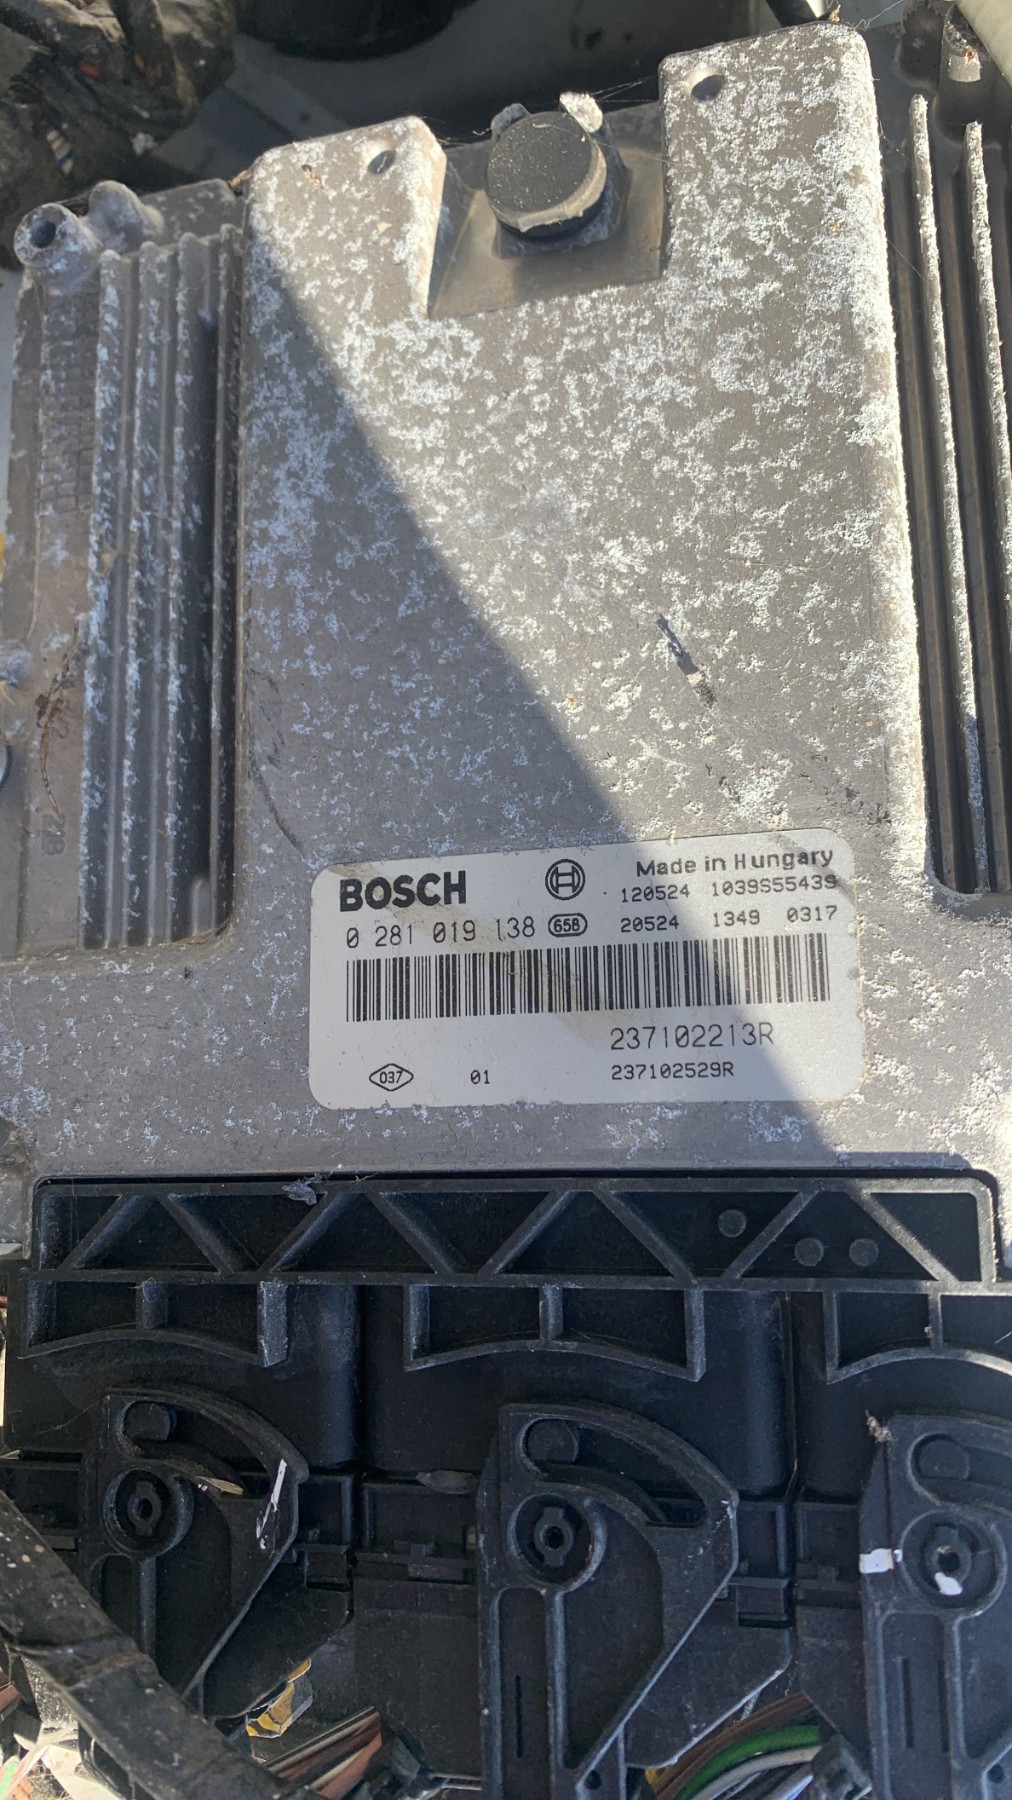 BOSCH
Made in Hungary
120524 1039S55439
0 281 019 138 658 20524 1349 0317
237102213R
037 01 237102529R